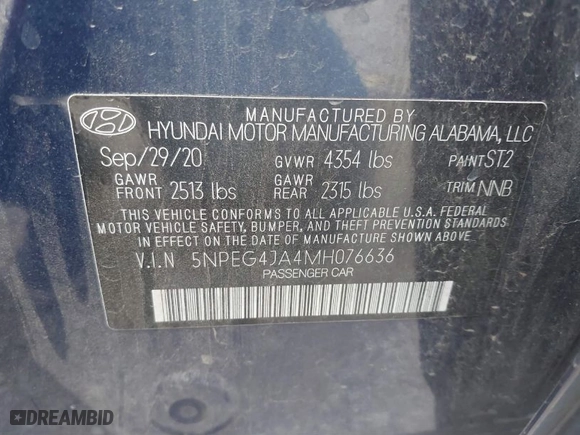 MANUFACTURED BY
HYUNDAI MOTOR MANUFACTURING ALABAMA, LLC
Sep/29/20 GVWR 4354 lbs PAINT ST2
GAWR FRONT 2513 lbs GAWR REAR 2315 lbs TRIM NNB
THIS VEHICLE CONFORMS TO ALL APPLICABLE U.S.A. FEDERAL
MOTOR VEHICLE SAFETY, BUMPER, AND THEFT PREVENTION STANDARDS
IN EFFECT ON THE DATE OF MANUFACTURE SHOWN ABOVE.
V.I.N 5NPEG4JA4MH076636
PASSENGER CAR
DREAMBID